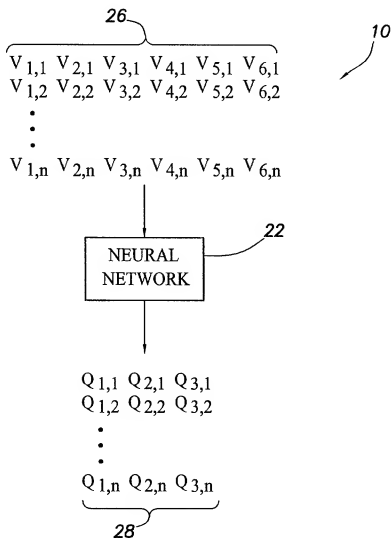 26
10
V1,1 V2,1 V3,1 V4,1 V5,1 V6,1
V1,2 V2,2 V3,2 V4,2 V5,2 V6,2
V1,n V2,n V3,n V4,n V5,n V6,n
22
NEURAL
NETWORK
Q1,1 Q2,1 Q3,1
Q1,2 Q2,2 Q3,2
Q1,n Q2,n Q3,n
28